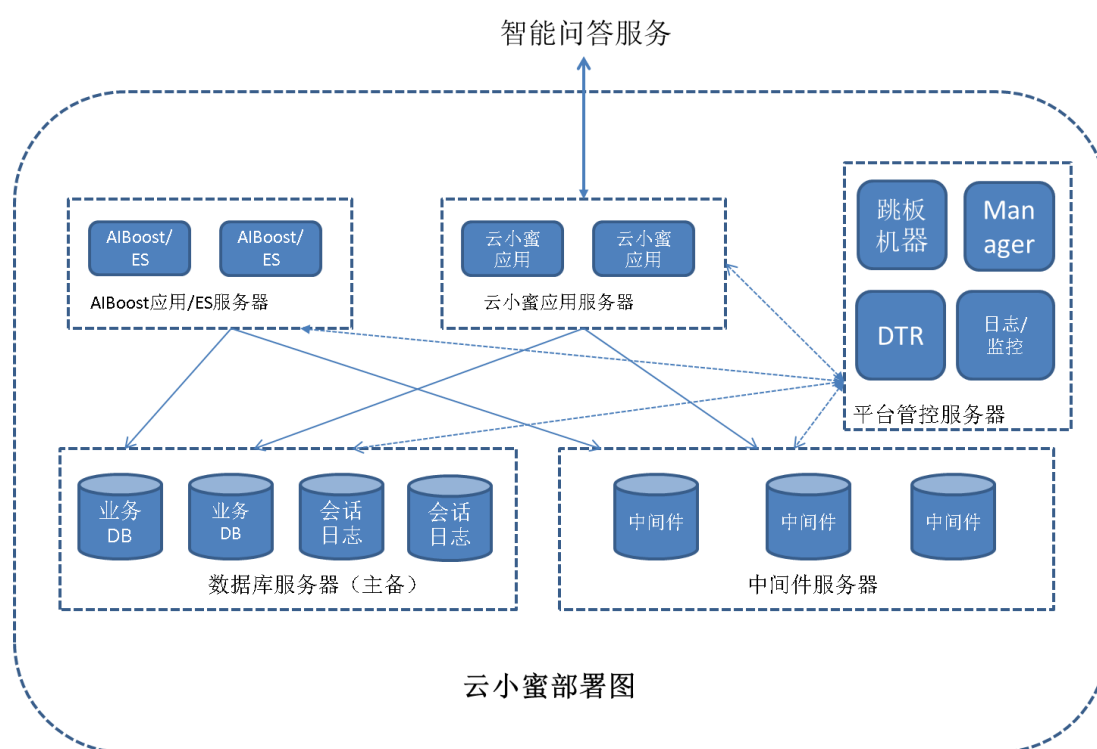 智能问答服务
AIBoost/
ES
AIBoost/
ES
AIBoost应用/ES服务器
云小蜜
应用
云小蜜
应用
云小蜜应用服务器
跳板
机器
Man
ager
DTR
日志/
监控
平台管控服务器
业务
DB
业务
DB
会话
日志
会话
日志
数据库服务器（主备）
中间件
中间件
中间件
中间件服务器
云小蜜部署图